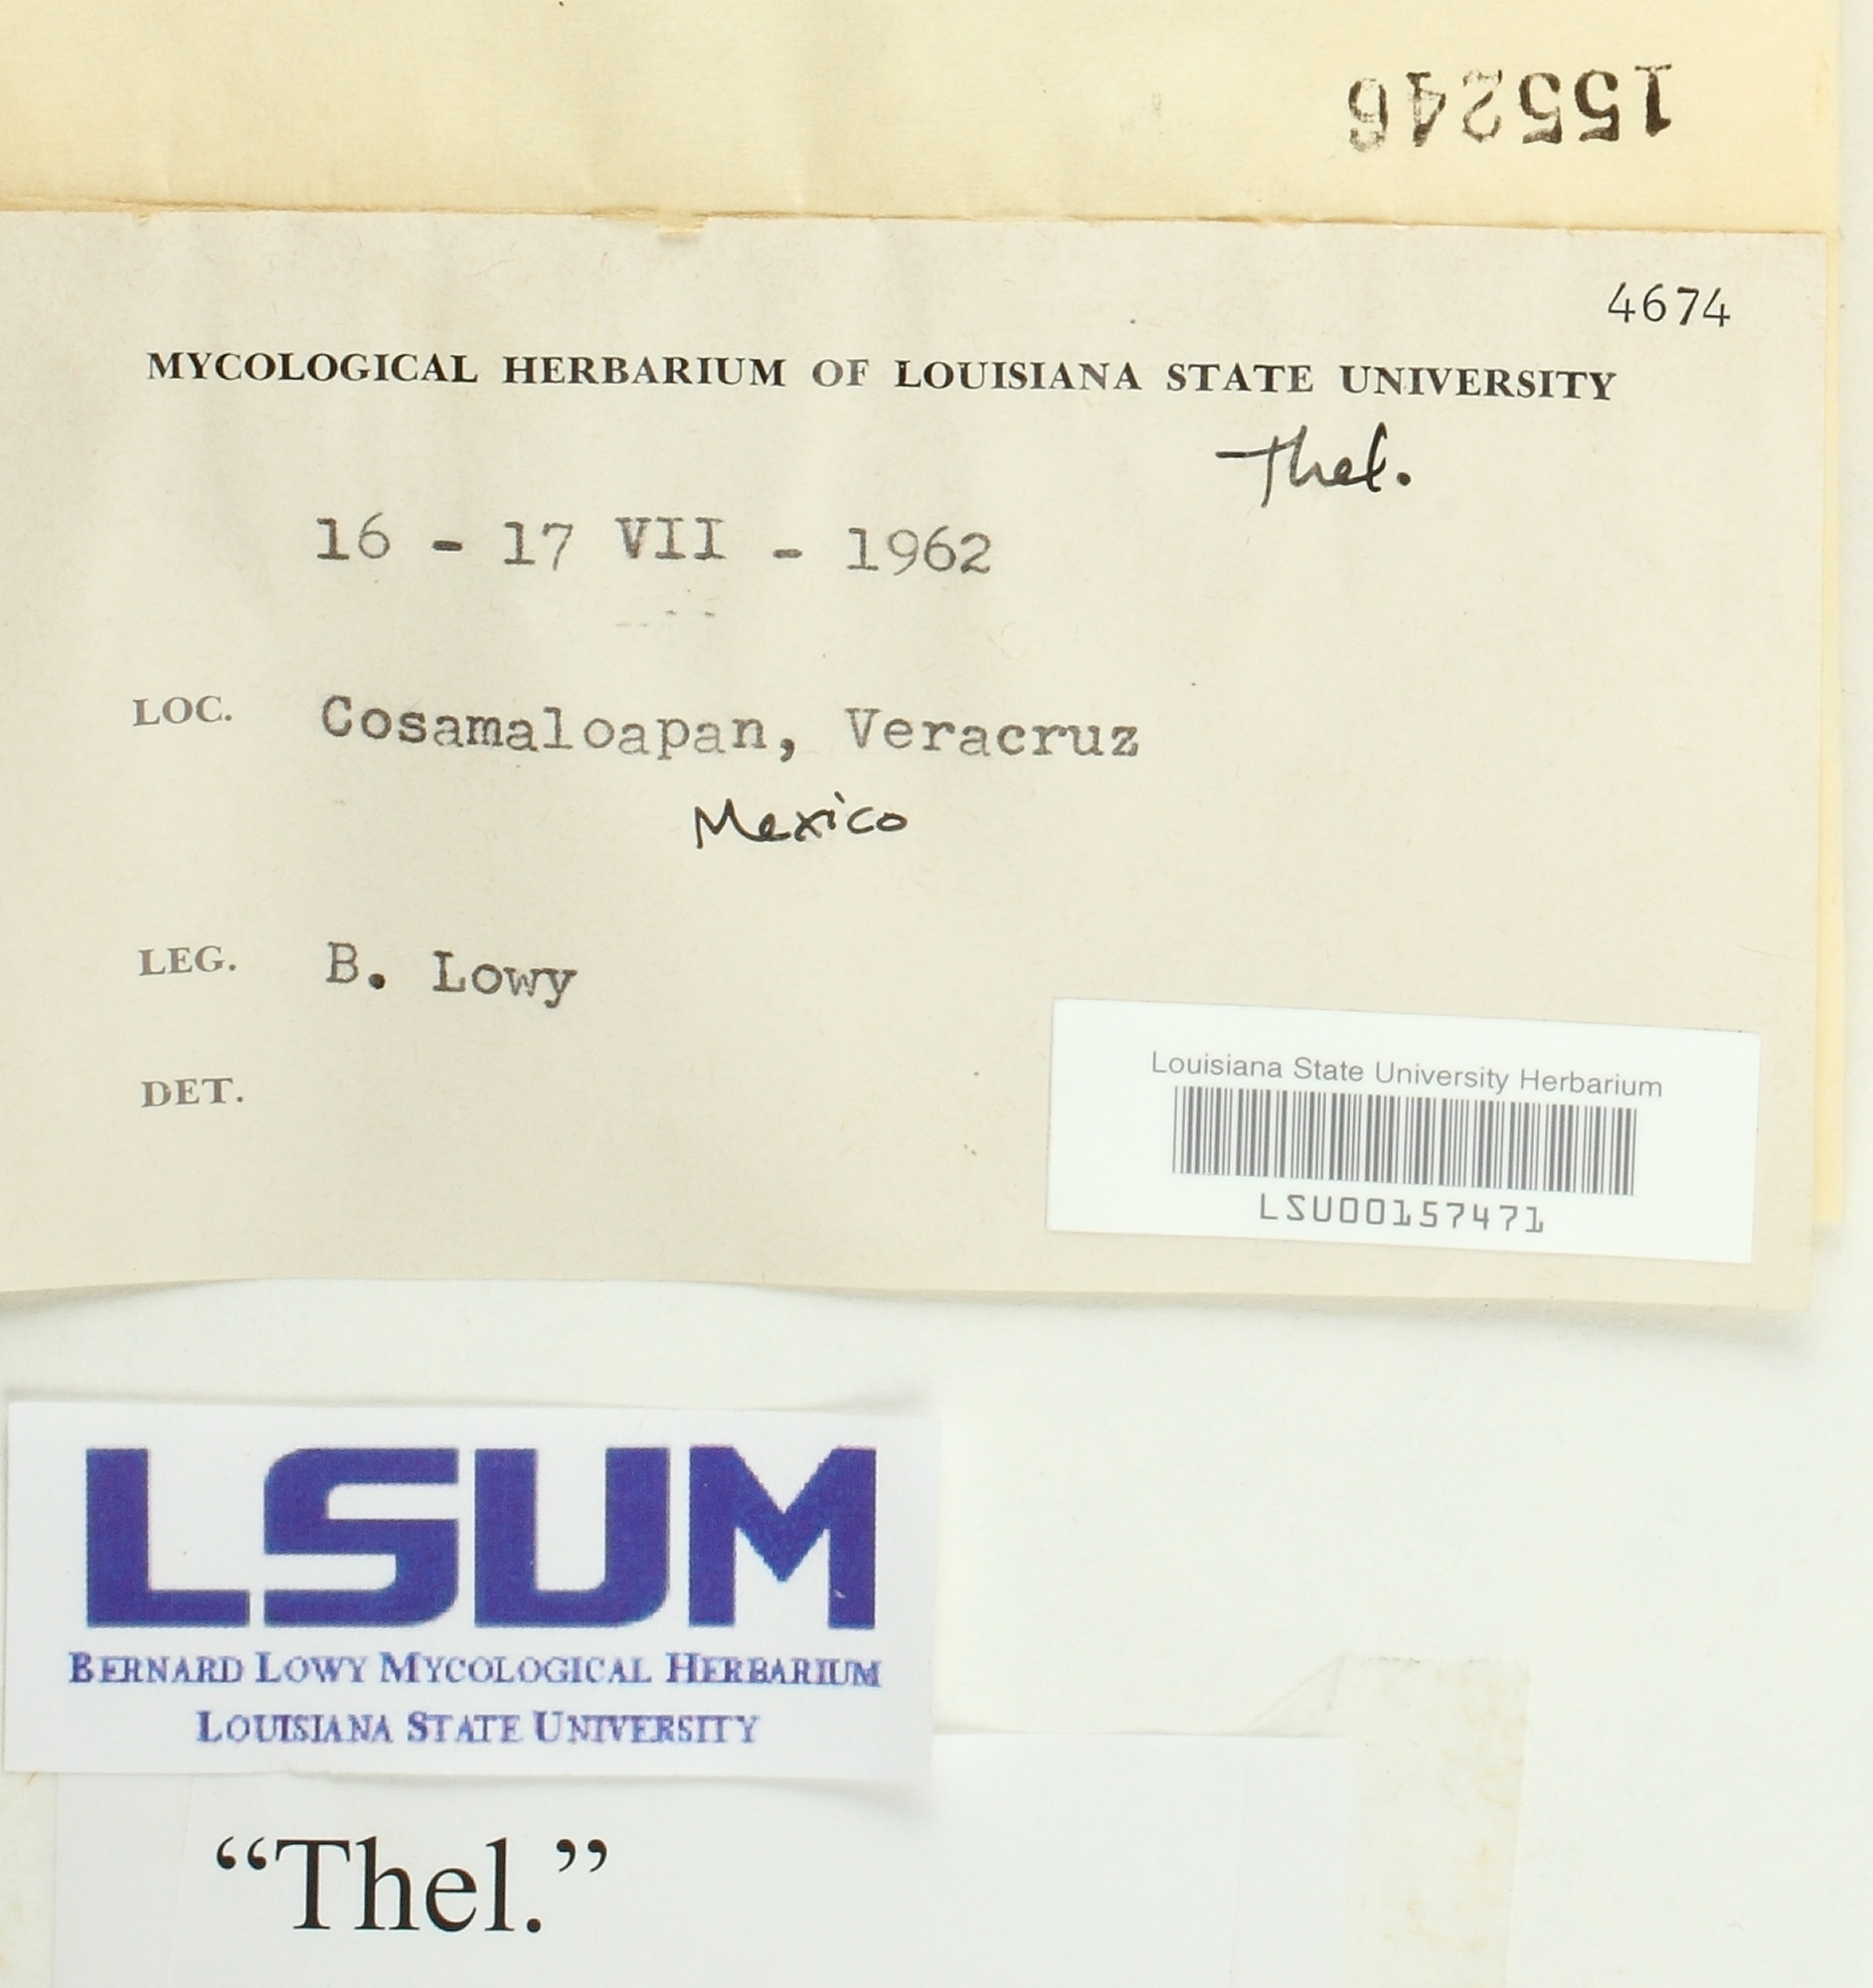 155246
4674
MYCOLOGICAL HERBARIUM OF LOUISIANA STATE UNIVERSITY
Thel.
16 - 17 VII - 1962
LOC. Cosamaloapan, Veracruz
Mexico
LEG. B. Lowy
DET.
Louisiana State University Herbarium
LSU00157471
LSUM
BERNARD LOWY MYCOLOGICAL HERBARIUM
LOUISIANA STATE UNIVERSITY
“Thel.”